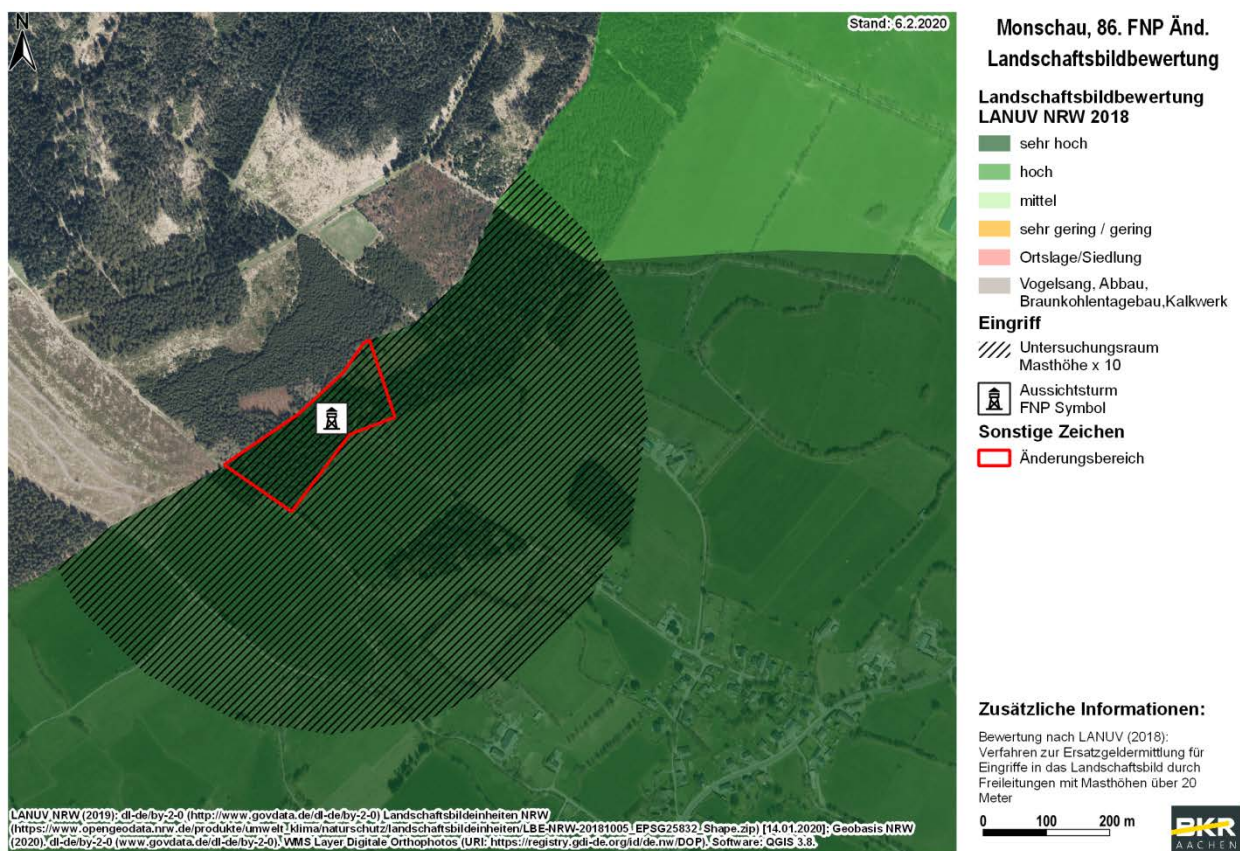 N
Stand: 6.2.2020
LANUV NRW (2019): dl-de/by-2-0 (http://www.govdata.de/dl-de/by-2-0) Landschaftsbildeinheiten NRW
(https://www.opengeodata.nrw.de/produkte/umwelt_klima/naturschutz/landschaftsbildeinheiten/LBE-NRW-20181005_EPSG25832_Shape.zip) [14.01.2020]; Geobasis NRW
(2020), dl-de/by-2-0 (www.govdata.de/dl-de/by-2-0), WMS Layer Digitale Orthophotos (URI: https://registry.gdi-de.org/id/de.nw/DOP), Software: QGIS 3.8.
Monschau, 86. FNP Änd.
Landschaftsbildbewertung
Landschaftsbildbewertung
LANUV NRW 2018
sehr hoch
hoch
mittel
sehr gering / gering
Ortslage/Siedlung
Vogelsang, Abbau,
Braunkohlentagebau,Kalkwerk
Eingriff
Untersuchungsraum
Masthöhe x 10
Aussichtsturm
FNP Symbol
Sonstige Zeichen
Änderungsbereich
Zusätzliche Informationen:
Bewertung nach LANUV (2018):
Verfahren zur Ersatzgeldermittlung für
Eingriffe in das Landschaftsbild durch
Freileitungen mit Masthöhen über 20
Meter
0 100 200 m
BKR
AACHEN